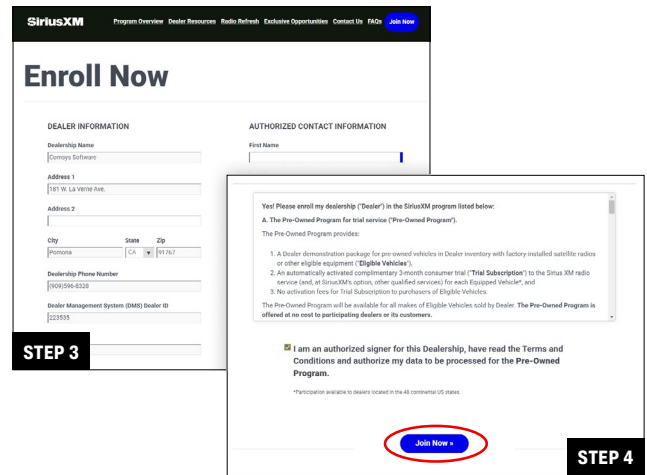 SiriusXM
Program Overview Dealer Resources Radio Refresh Exclusive Opportunities Contact Us FAQs Join Now
Enroll Now
DEALER INFORMATION
AUTHORIZED CONTACT INFORMATION
Dealership Name
First Name
Comsys Software
Address 1
181 W. La Verne Ave.
Address 2
City State Zip
Pomona CA 91767
Dealership Phone Number
(909)596-8328
Dealer Management System (DMS) Dealer ID
223535
STEP 3
Yes! Please enroll my dealership ("Dealer") in the SiriusXM program listed below:
A. The Pre-Owned Program for trial service ("Pre-Owned Program").
The Pre-Owned Program provides:
1. A Dealer demonstration package for pre-owned vehicles in Dealer inventory with factory-installed satellite radios
or other eligible equipment ("Eligible Vehicles"),
2. An automatically activated complimentary 3-month consumer trial ("Trial Subscription") to the Sirius XM radio
service (and, at SiriusXM's option, other qualified services) for each Equipped Vehicle*, and
3. No activation fees for Trial Subscription to purchasers of Eligible Vehicles.
The Pre-Owned Program will be available for all makes of Eligible Vehicles sold by Dealer. The Pre-Owned Program is
offered at no cost to participating dealers or its customers.
I am an authorized signer for this Dealership, have read the Terms and
Conditions and authorize my data to be processed for the Pre-Owned
Program.
*Participation available to dealers located in the 48 continental US states.
Join Now »
STEP 4